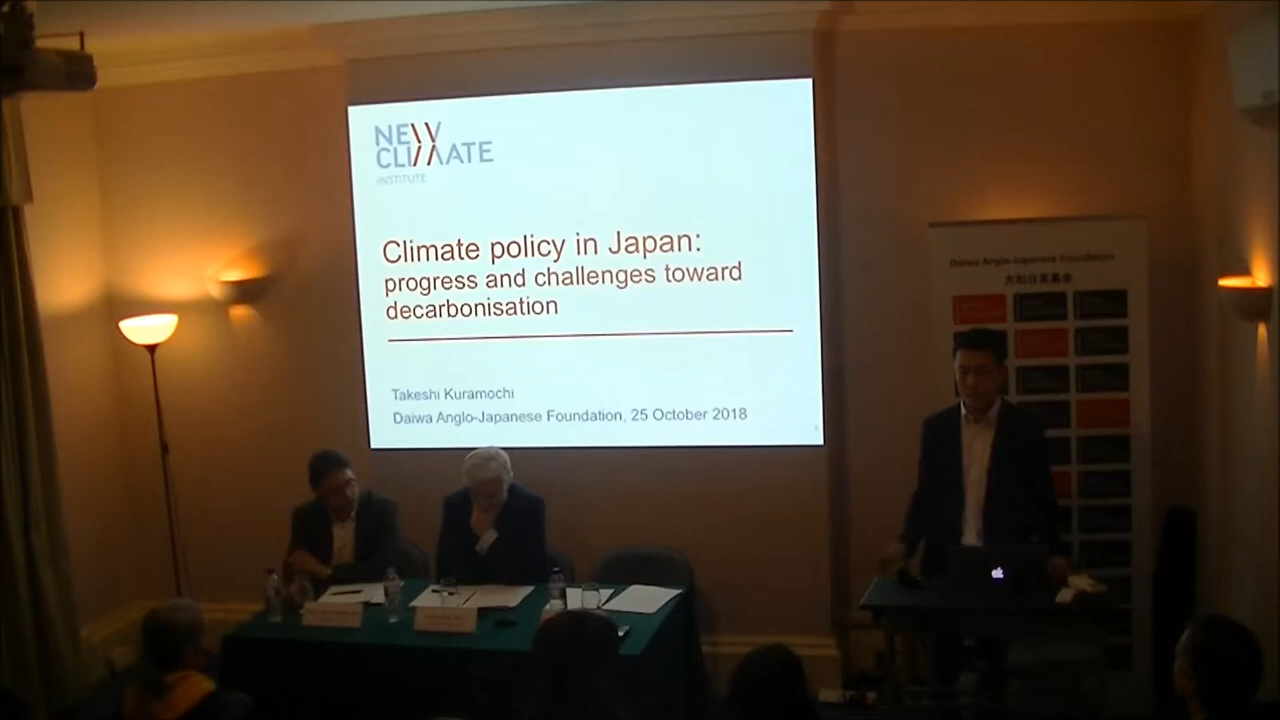 NEW
CLIMATE
INSTITUTE
Climate policy in Japan:
progress and challenges toward
decarbonisation
Takeshi Kuramochi
Daiwa Anglo-Japanese Foundation, 25 October 2018
Daiwa Anglo-Japanese Foundation
大和日英基金